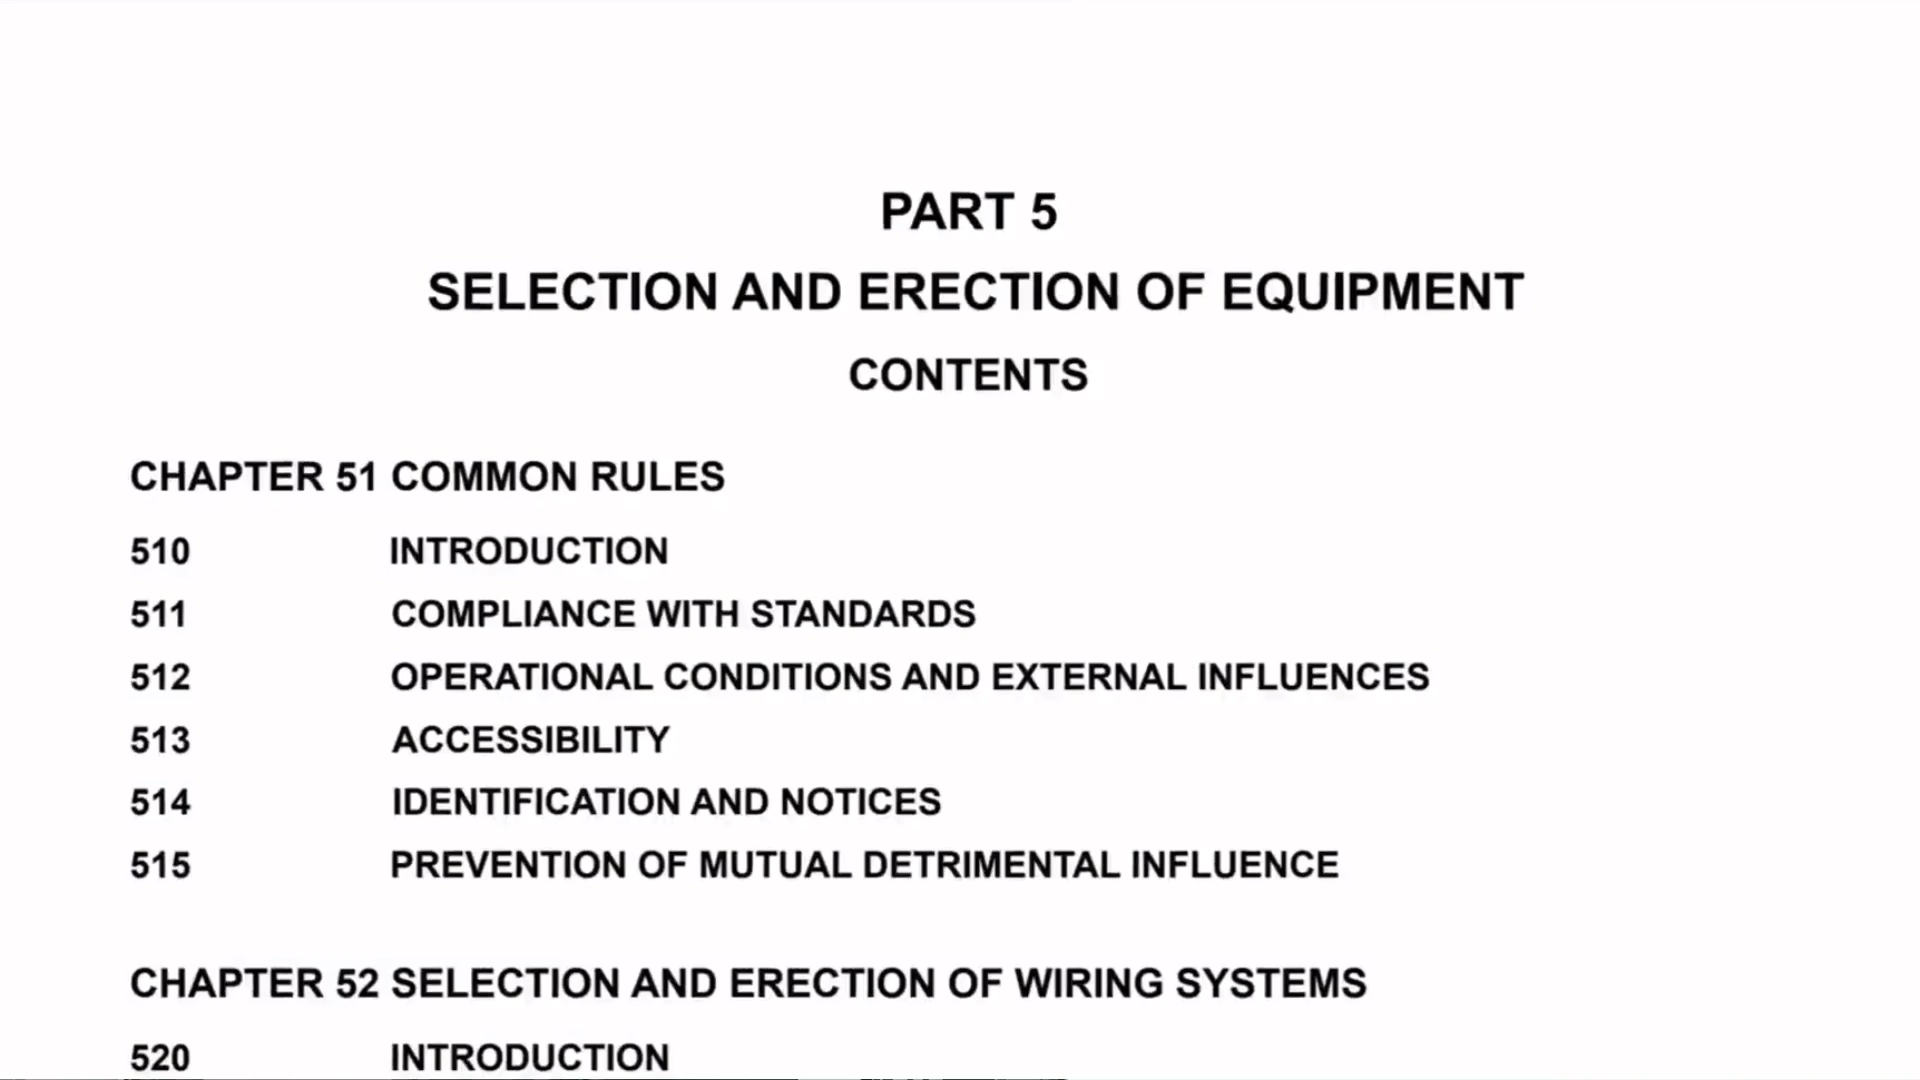 PART 5
SELECTION AND ERECTION OF EQUIPMENT
CONTENTS
CHAPTER 51 COMMON RULES
510 INTRODUCTION
511 COMPLIANCE WITH STANDARDS
512 OPERATIONAL CONDITIONS AND EXTERNAL INFLUENCES
513 ACCESSIBILITY
514 IDENTIFICATION AND NOTICES
515 PREVENTION OF MUTUAL DETRIMENTAL INFLUENCE
CHAPTER 52 SELECTION AND ERECTION OF WIRING SYSTEMS
520 INTRODUCTION